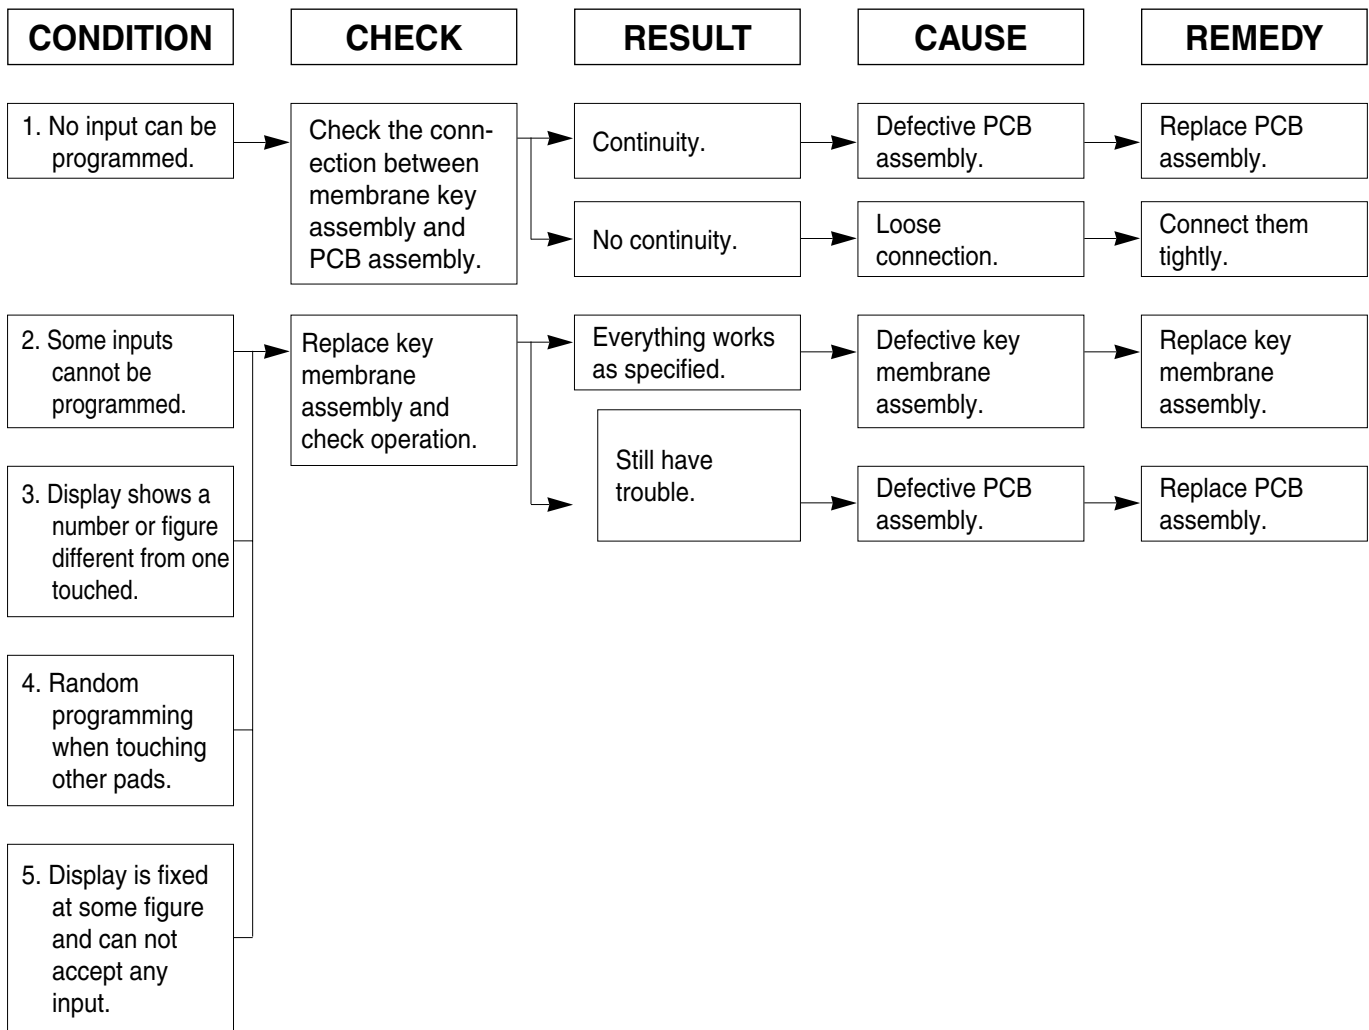 CONDITION
CHECK
RESULT
CAUSE
REMEDY
1. No input can be
programmed.
Check the conn-
ection between
membrane key
assembly and
PCB assembly.
Continuity.
Defective PCB
assembly.
Replace PCB
assembly.
No continuity.
Loose
connection.
Connect them
tightly.
2. Some inputs
cannot be
programmed.
Replace key
membrane
assembly and
check operation.
Everything works
as specified.
Defective key
membrane
assembly.
Replace key
membrane
assembly.
Still have
trouble.
Defective PCB
assembly.
Replace PCB
assembly.
3. Display shows a
number or figure
different from one
touched.
4. Random
programming
when touching
other pads.
5. Display is fixed
at some figure
and can not
accept any
input.